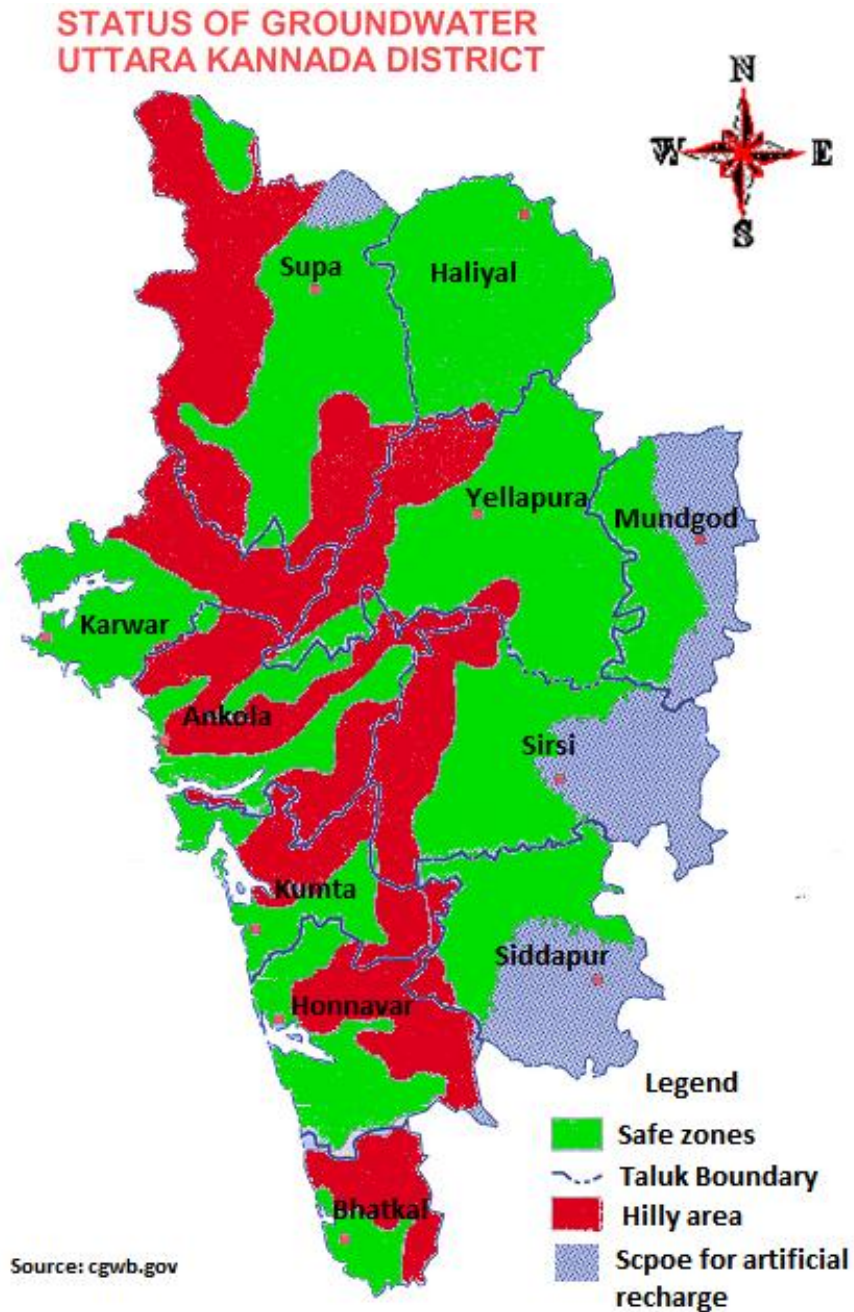 STATUS OF GROUNDWATER
UTTARA KANNADA DISTRICT
N
W
E
S
Supa
Haliyal
Yellapura
Mundgod
Karwar
Ankola
Sirsi
Kumta
Siddapur
Honnavar
Bhatkal
Legend
Safe zones
Taluk Boundary
Hilly area
Scpoe for artificial
recharge
Source: cgwb.gov